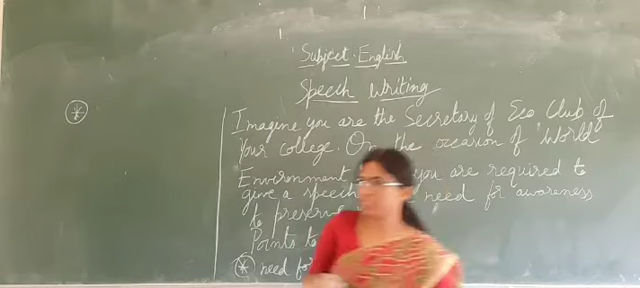 Subject - English
Speech Writing
Imagine you are the Secretary of Eco Club of
your college. On the occasion of World
Environment you are required to
give a speech need for awareness
to preserve
Points to
need for